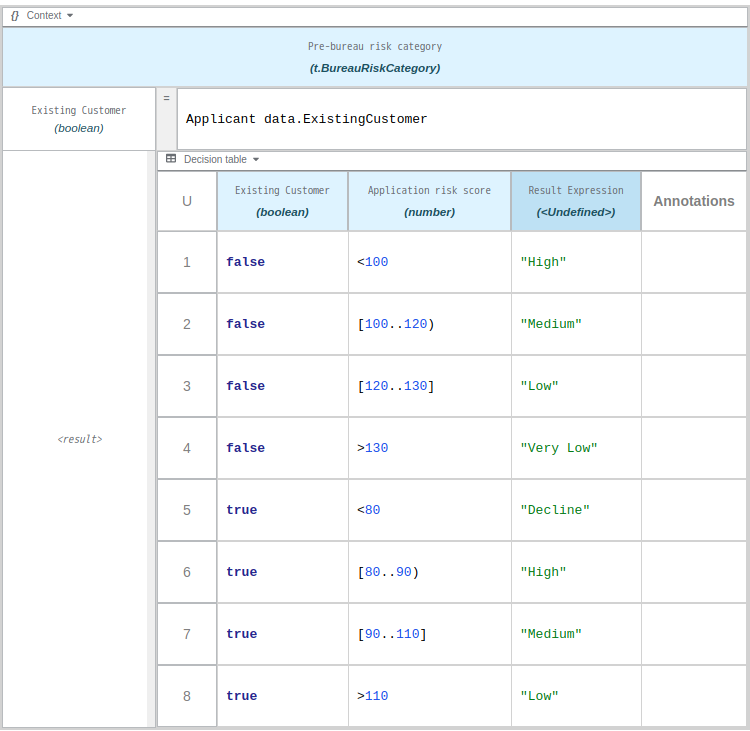 {} Context
Pre-bureau risk category
(t.BureauRiskCategory)
Existing Customer
(boolean)
=
Applicant data.ExistingCustomer
<result>
Decision table
U
Existing Customer
(boolean)
Application risk score
(number)
Result Expression
(<Undefined>)
Annotations
1 false <100 "High"
2 false [100..120) "Medium"
3 false [120..130] "Low"
4 false >130 "Very Low"
5 true <80 "Decline"
6 true [80..90) "High"
7 true [90..110] "Medium"
8 true >110 "Low"